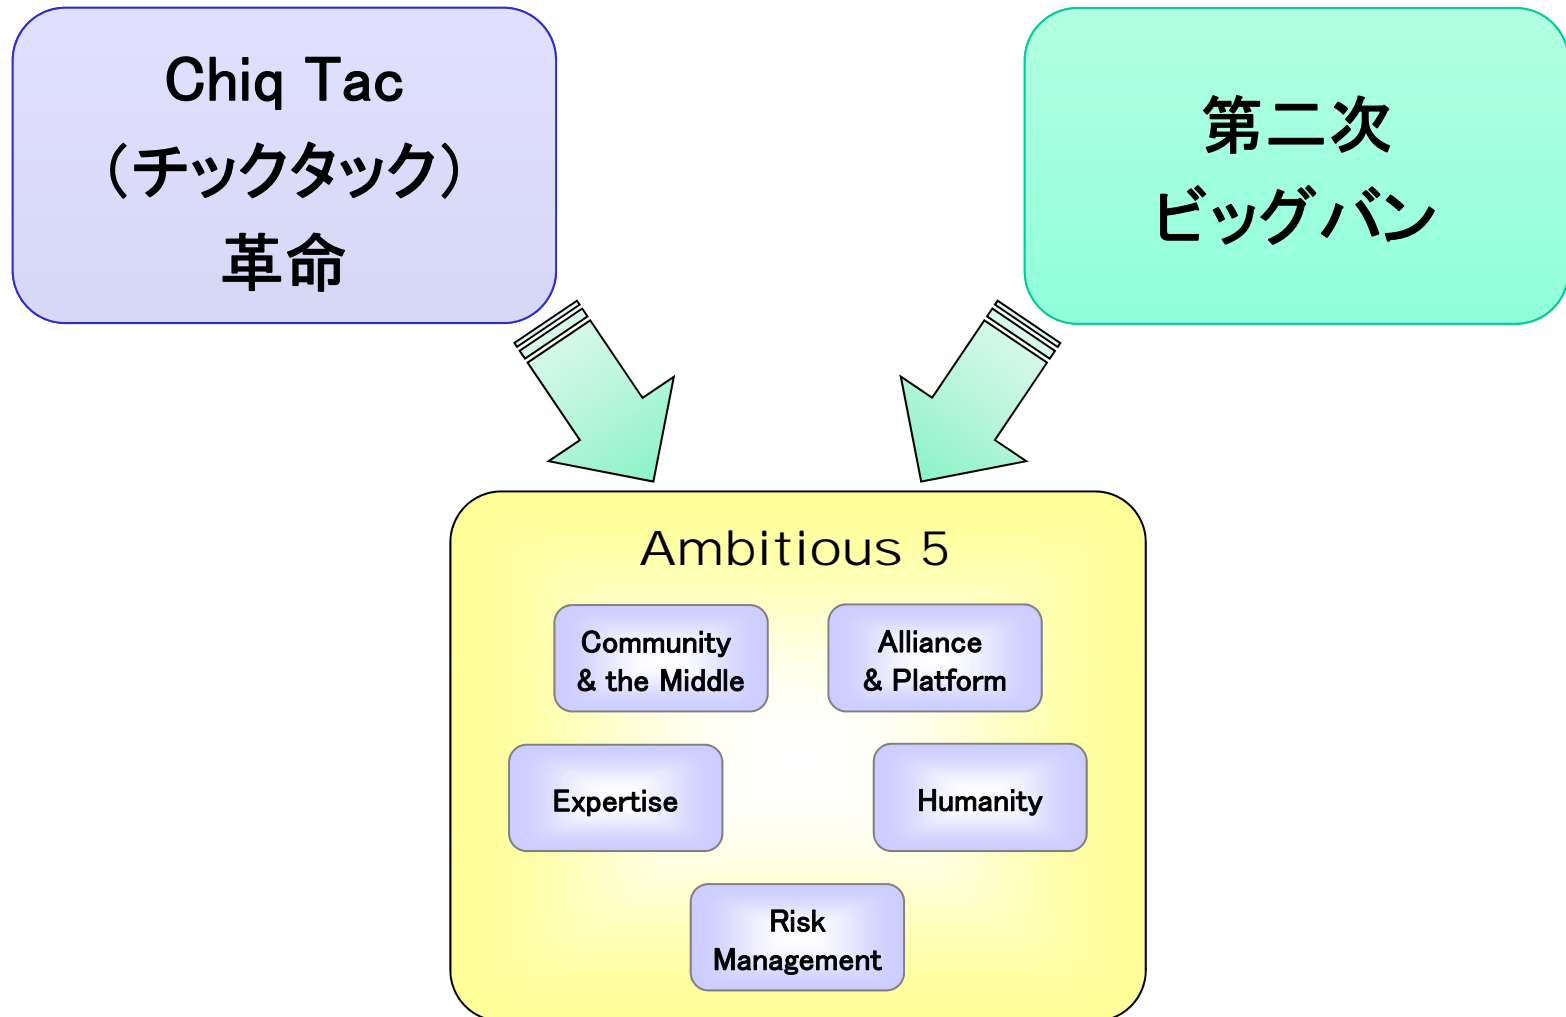 Chiq Tac
（チックタック）
革命
第二次
ビッグバン
Ambitious 5
Community
& the Middle
Alliance
& Platform
Expertise
Humanity
Risk
Management